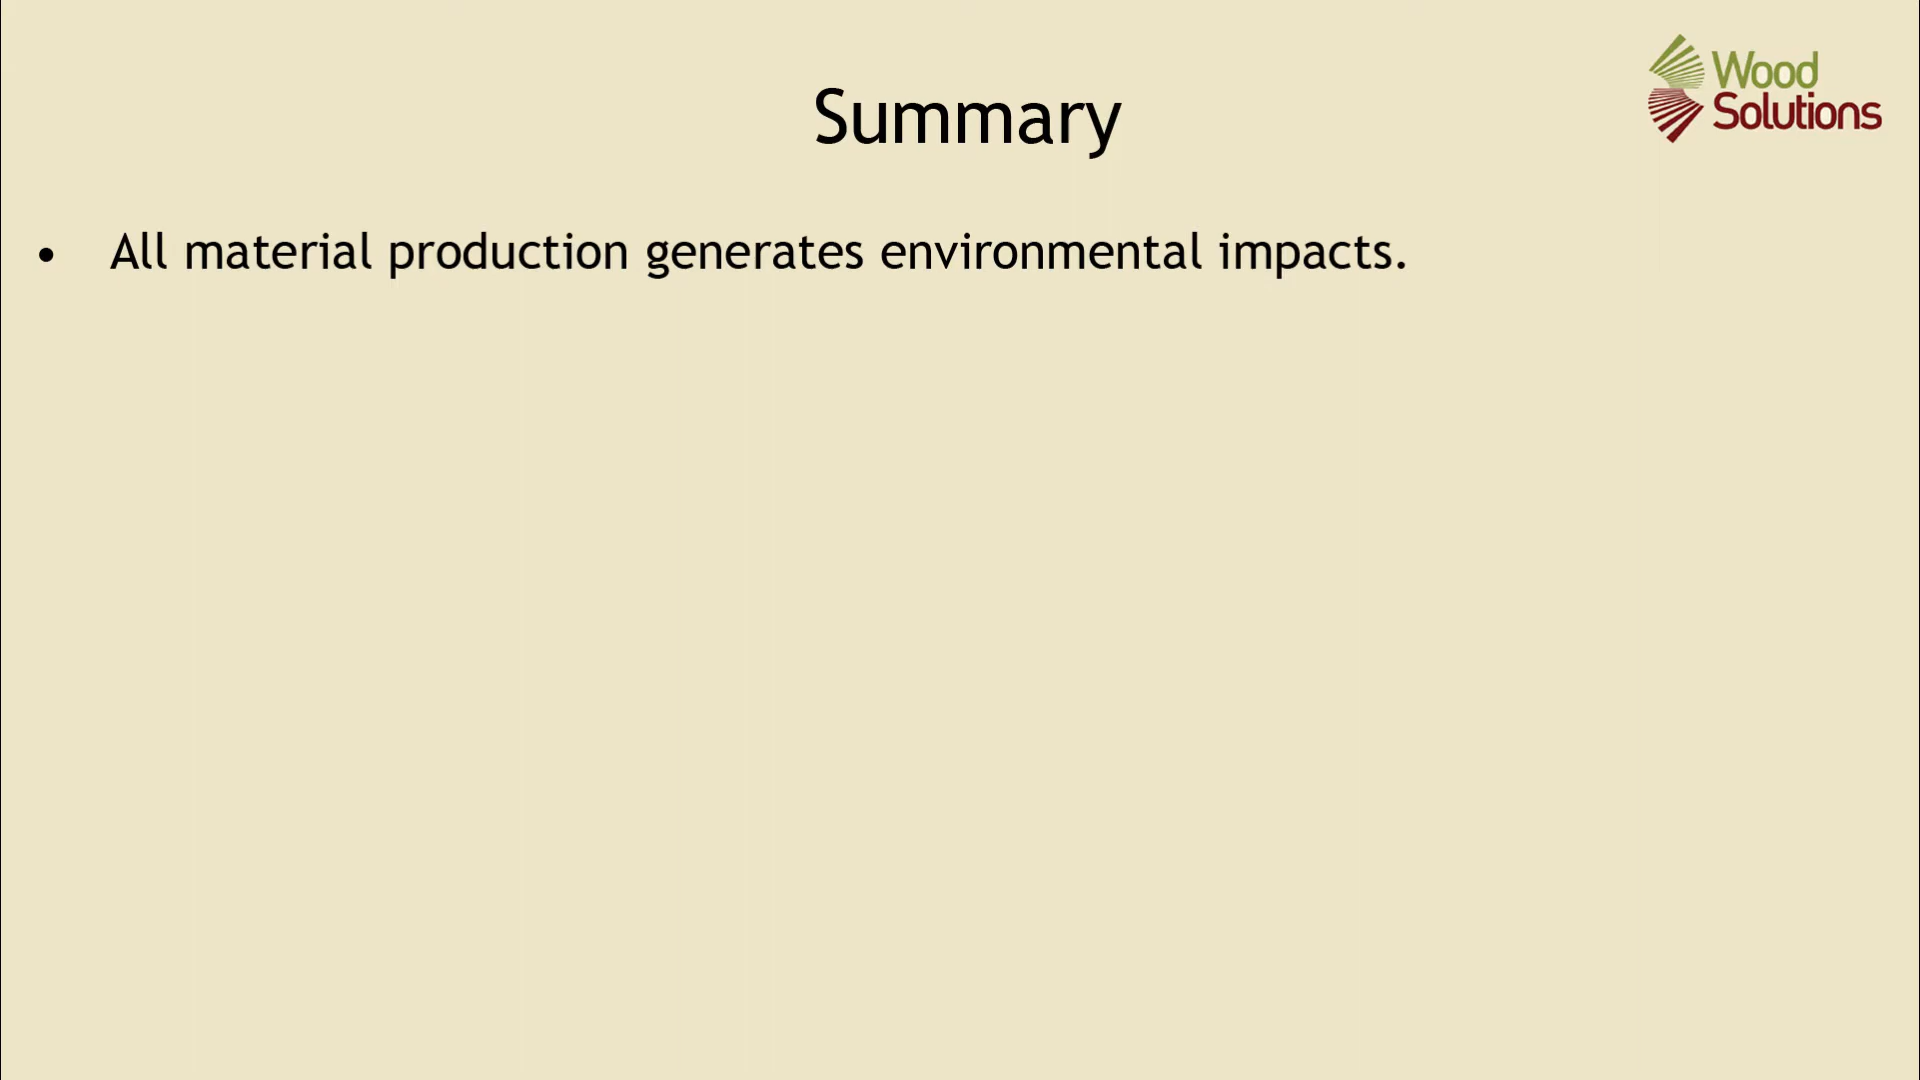 Wood
Solutions
Summary
• All material production generates environmental impacts.